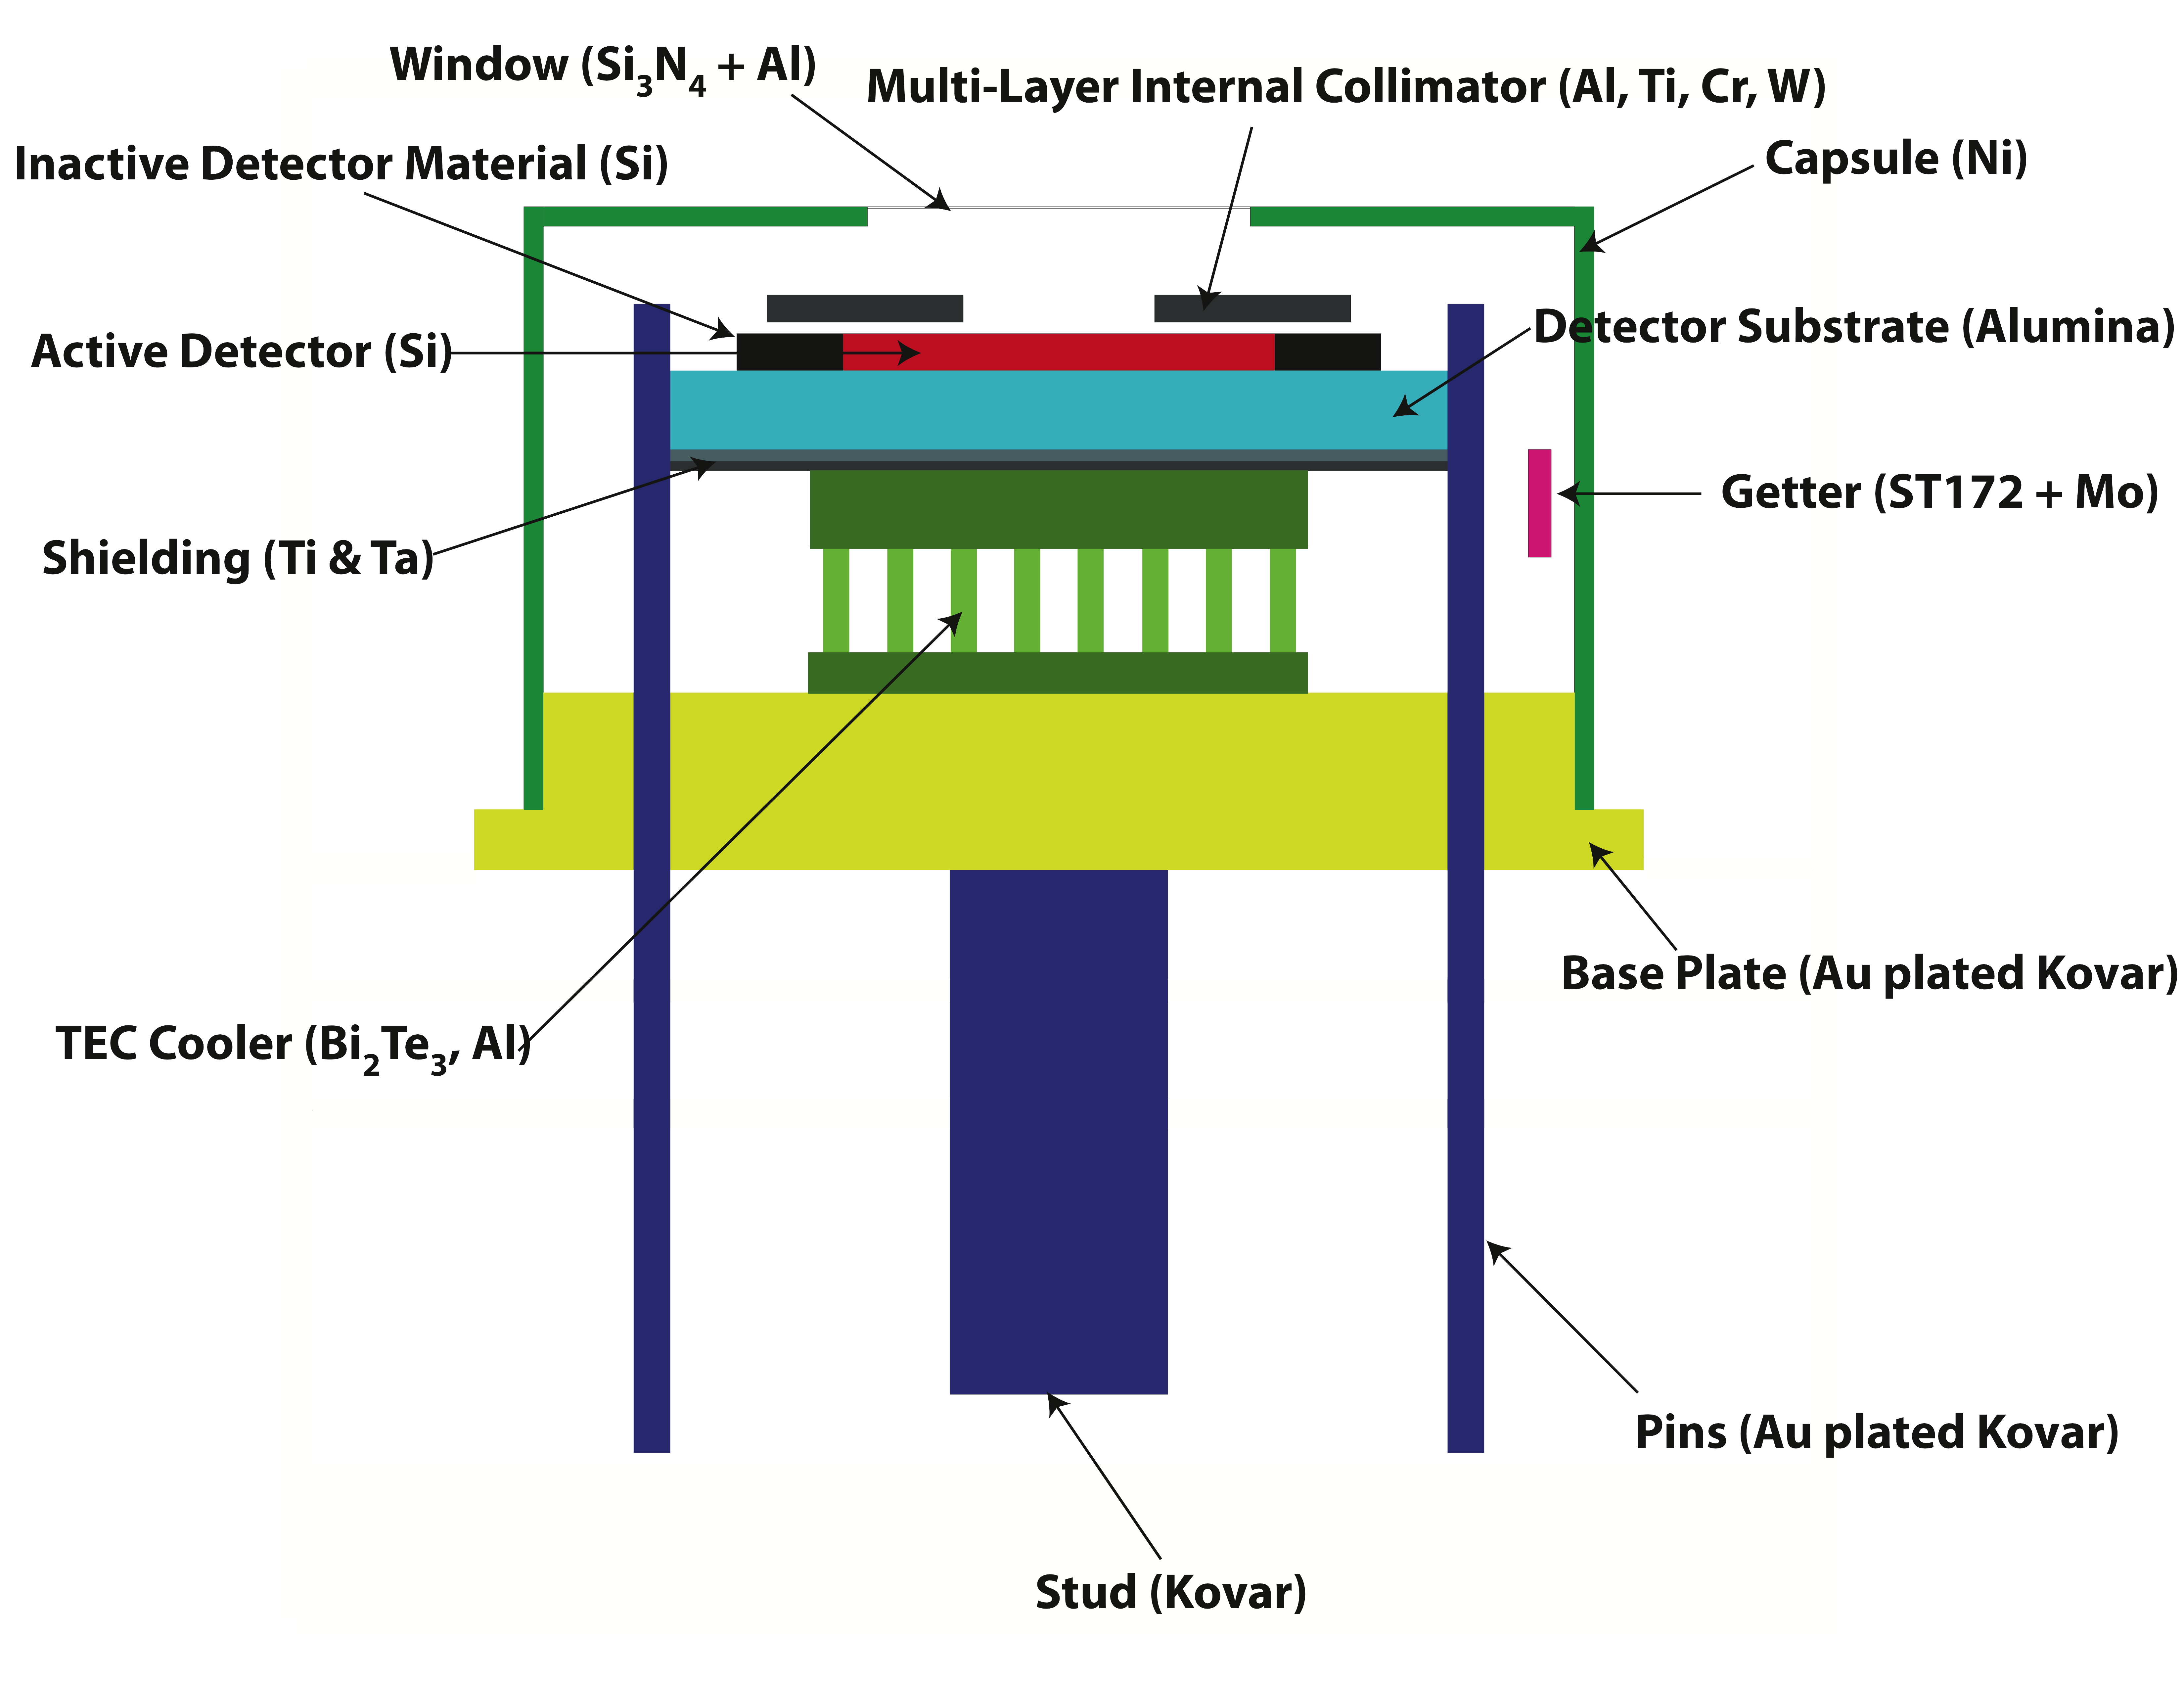 Window (Si₃N₄ + Al)
Multi-Layer Internal Collimator (Al, Ti, Cr, W)
Inactive Detector Material (Si)
Capsule (Ni)
Active Detector (Si)
Detector Substrate (Alumina)
Getter (ST172 + Mo)
Shielding (Ti & Ta)
Base Plate (Au plated Kovar)
TEC Cooler (Bi₂Te₃, Al)
Pins (Au plated Kovar)
Stud (Kovar)